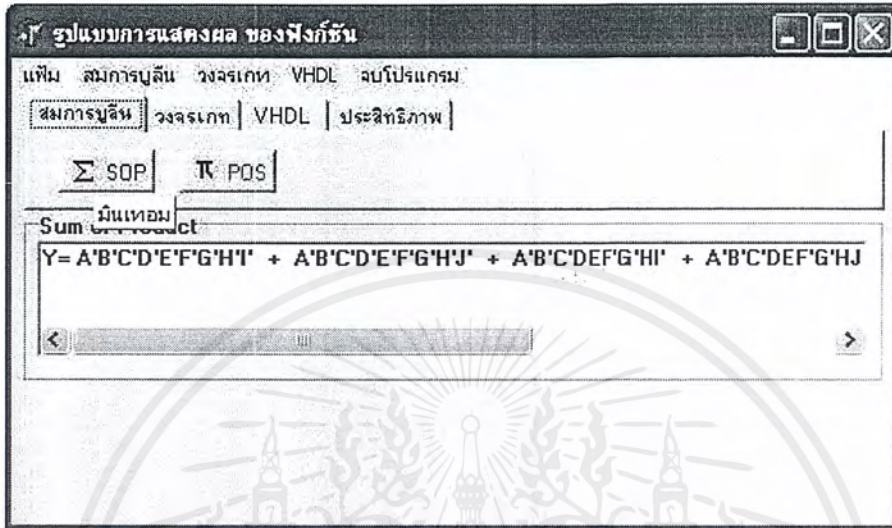 รูปแบบการแสดงผล ของฟังก์ชัน
แฟ้ม สมการบูลีน วงจรเกท VHDL จบโปรแกรม
สมการบูลีน วงจรเกท VHDL ประสิทธิภาพ
Σ SOP π POS
มินเทอม
Sum of Product
Y= A'B'C'D'E'F'G'H'I' + A'B'C'D'E'F'G'H'J' + A'B'C'DEF'G'HI' + A'B'C'DEF'G'HJ